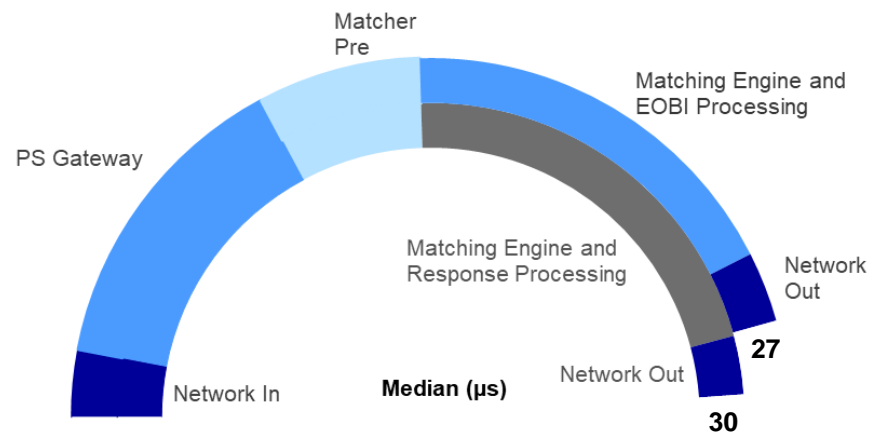 Matcher
Pre
Matching Engine and
EOBI Processing
PS Gateway
Matching Engine and
Response Processing
Network
Out
27
Network Out
Network In
Median (µs)
30